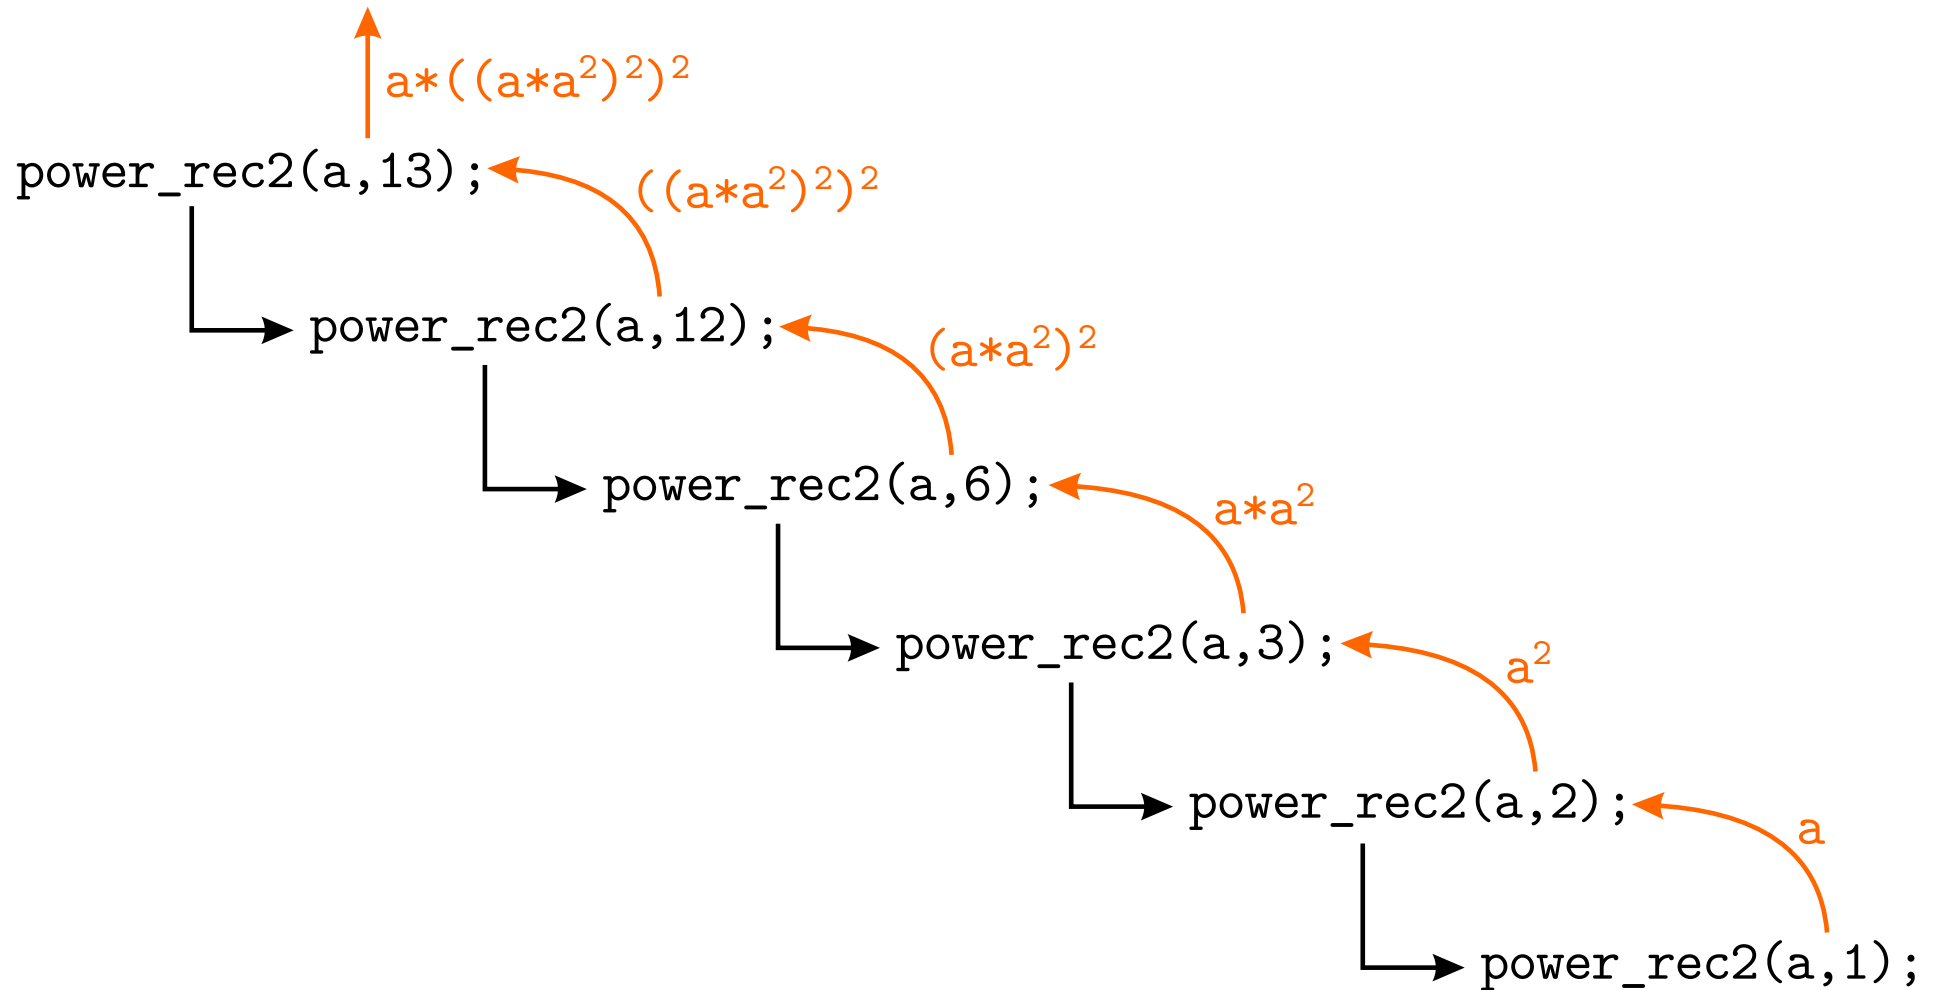 a*((a*a²)²)²
power_rec2(a,13);
((a*a²)²)²
power_rec2(a,12);
(a*a²)²
power_rec2(a,6);
a*a²
power_rec2(a,3);
a²
power_rec2(a,2);
a
power_rec2(a,1);